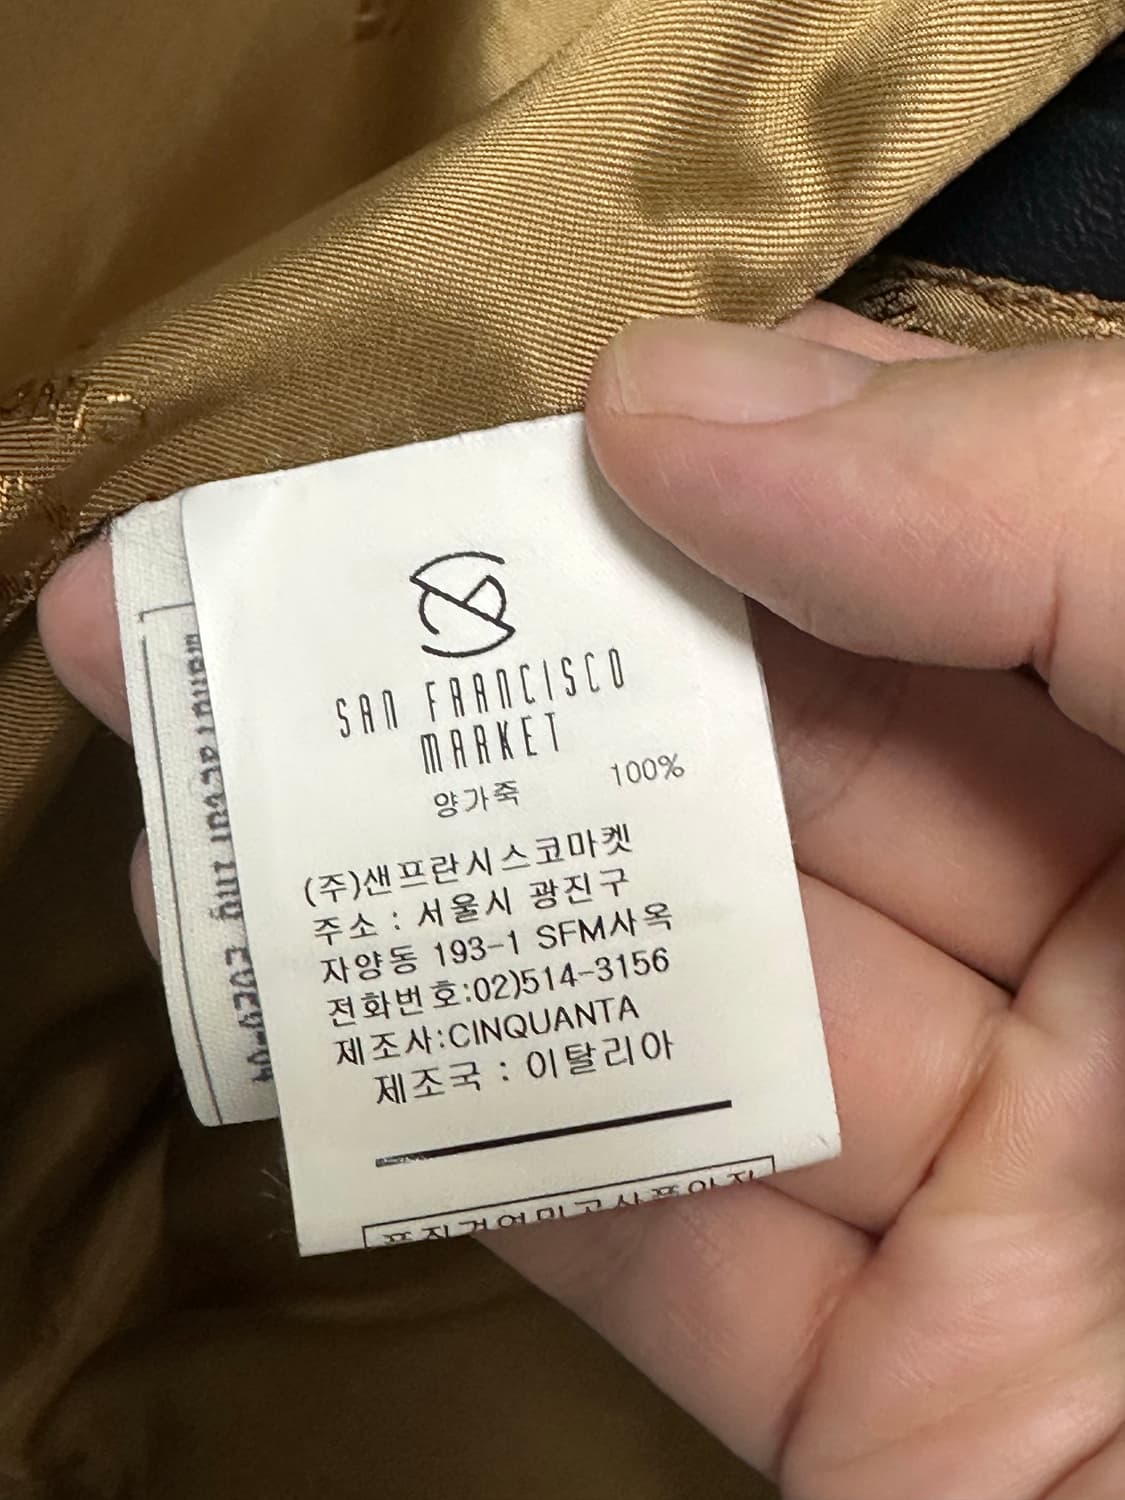 SAN FRANCISCO
MARKET
양가죽 100%
(주)샌프란시스코마켓
주소 : 서울시 광진구
자양동 193-1 SFM사옥
전화번호:02)514-3156
제조사:CINQUANTA
제조국 : 이탈리아
manufacturing